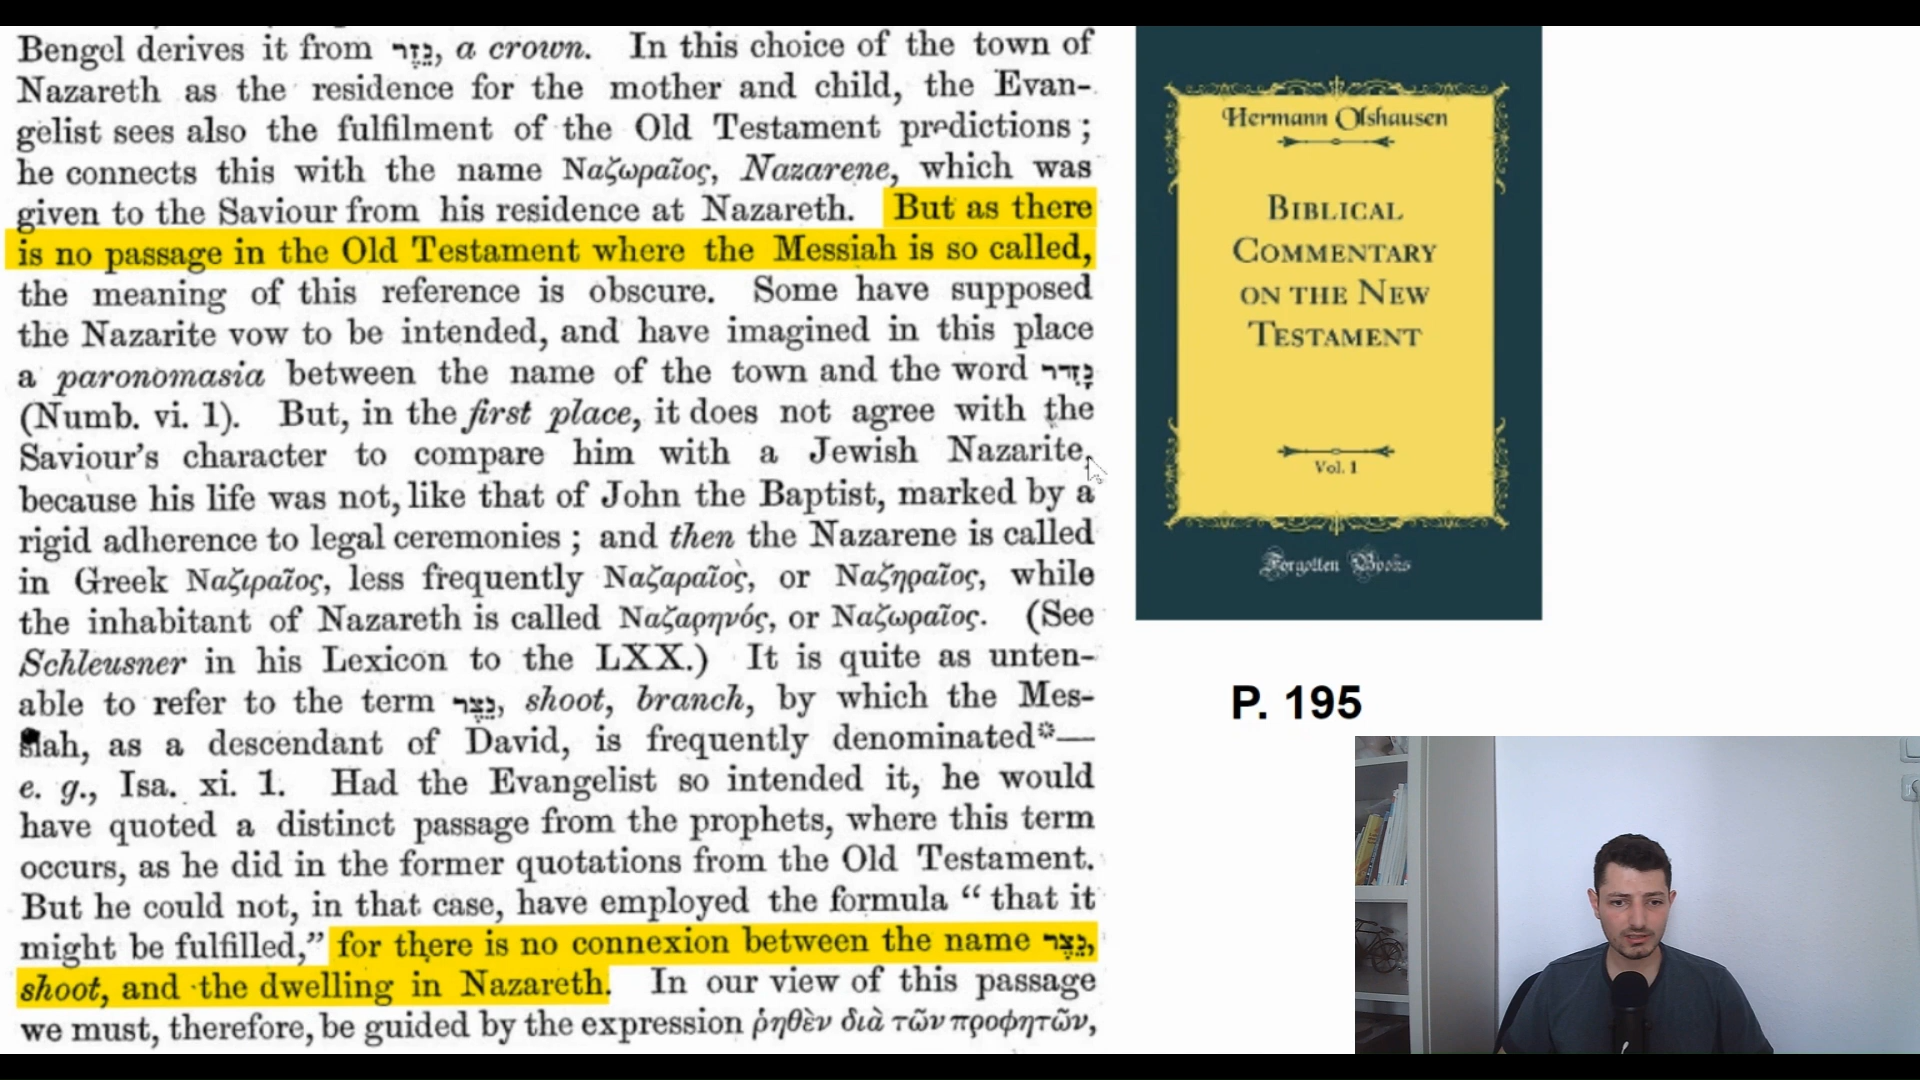 Bengel derives it from נֵזֶר, a crown. In this choice of the town of
Nazareth as the residence for the mother and child, the Evan-
gelist sees also the fulfilment of the Old Testament predictions ;
he connects this with the name Ναζωραῖος, Nazarene, which was
given to the Saviour from his residence at Nazareth. But as there
is no passage in the Old Testament where the Messiah is so called,
the meaning of this reference is obscure. Some have supposed
the Nazarite vow to be intended, and have imagined in this place
a paronomasia between the name of the town and the word
(Numb. vi. 1). But, in the first place, it does not agree with the
Saviour's character to compare him with a Jewish Nazarite,
because his life was not, like that of John the Baptist, marked by a
rigid adherence to legal ceremonies ; and then the Nazarene is called
in Greek Ναζιραῖος, less frequently Ναζαραῖος, or Ναζηραῖος, while
the inhabitant of Nazareth is called Ναζαρηνός, or Ναζωραῖος. (See
Schleusner in his Lexicon to the LXX.) It is quite as unten-
able to refer to the term נֵצֶר, shoot, branch, by which the Mes-
siah, as a descendant of David, is frequently denominated*—
e. g., Isa. xi. 1. Had the Evangelist so intended it, he would
have quoted a distinct passage from the prophets, where this term
occurs, as he did in the former quotations from the Old Testament.
But he could not, in that case, have employed the formula “ that it
might be fulfilled,” for there is no connexion between the name נֵצֶר,
shoot, and the dwelling in Nazareth. In our view of this passage
we must, therefore, be guided by the expression ῥηθὲν διὰ τῶν προφητῶν,
Hermann Olshausen
BIBLICAL
COMMENTARY
ON THE NEW
TESTAMENT
Vol. 1
Forgotten Books
P. 195